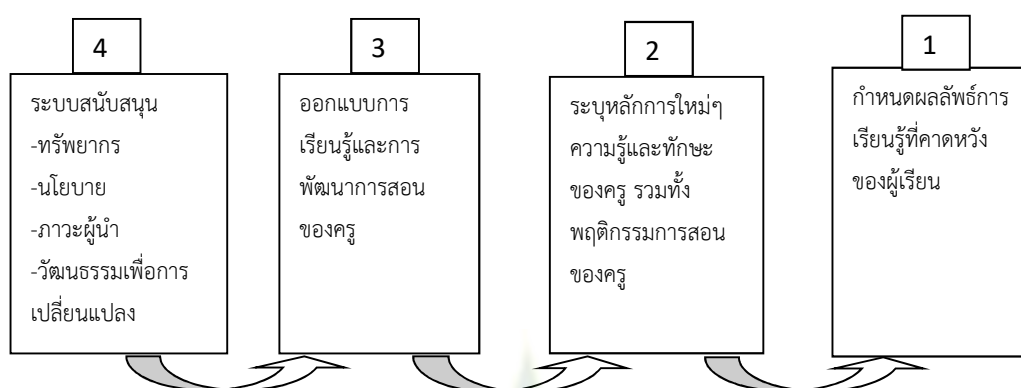 4
ระบบสนับสนุน
-ทรัพยากร
-นโยบาย
-ภาวะผู้นำ
-วัฒนธรรมเพื่อการ
เปลี่ยนแปลง
3
ออกแบบการ
เรียนรู้และการ
พัฒนาการสอน
ของครู
2
ระบุหลักการใหม่ๆ
ความรู้และทักษะ
ของครู รวมทั้ง
พฤติกรรมการสอน
ของครู
1
กำหนดผลลัพธ์การ
เรียนรู้ที่คาดหวัง
ของผู้เรียน